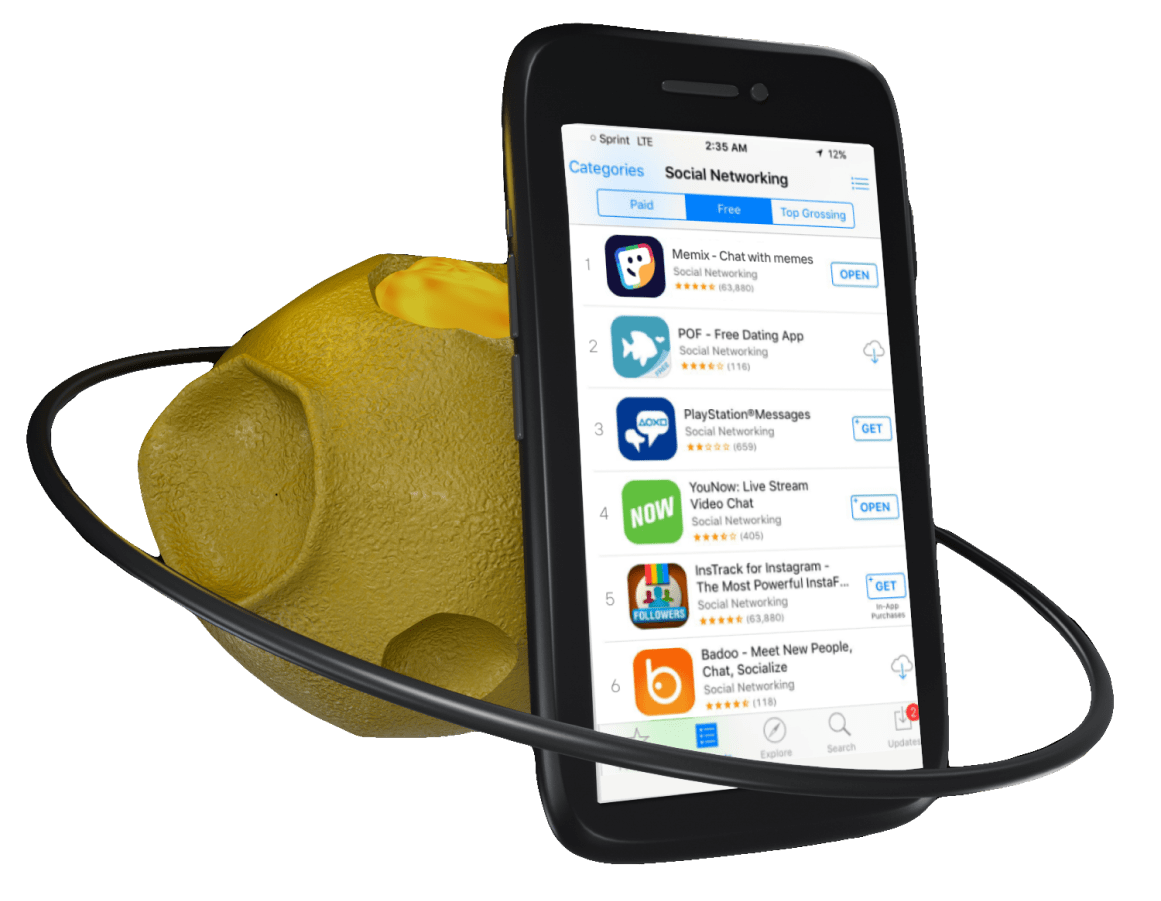 Sprint LTE 2:35 AM 12%
Categories Social Networking
Paid Free Top Grossing
1 Memix - Chat with memes
Social Networking
(63,880)
OPEN
2 POF - Free Dating App
Social Networking
(116)
FREE
3 PlayStation®Messages
Social Networking
(659)
+GET
4 YouNow: Live Stream
Video Chat
Social Networking
(405)
NOW
+OPEN
5 InsTrack for Instagram -
The Most Powerful InstaF...
Social Networking
(63,880)
FOLLOWERS
+GET
In-App
Purchases
6 Badoo - Meet New People,
Chat, Socialize
Social Networking
(118)
b
Explore Search Updates 2